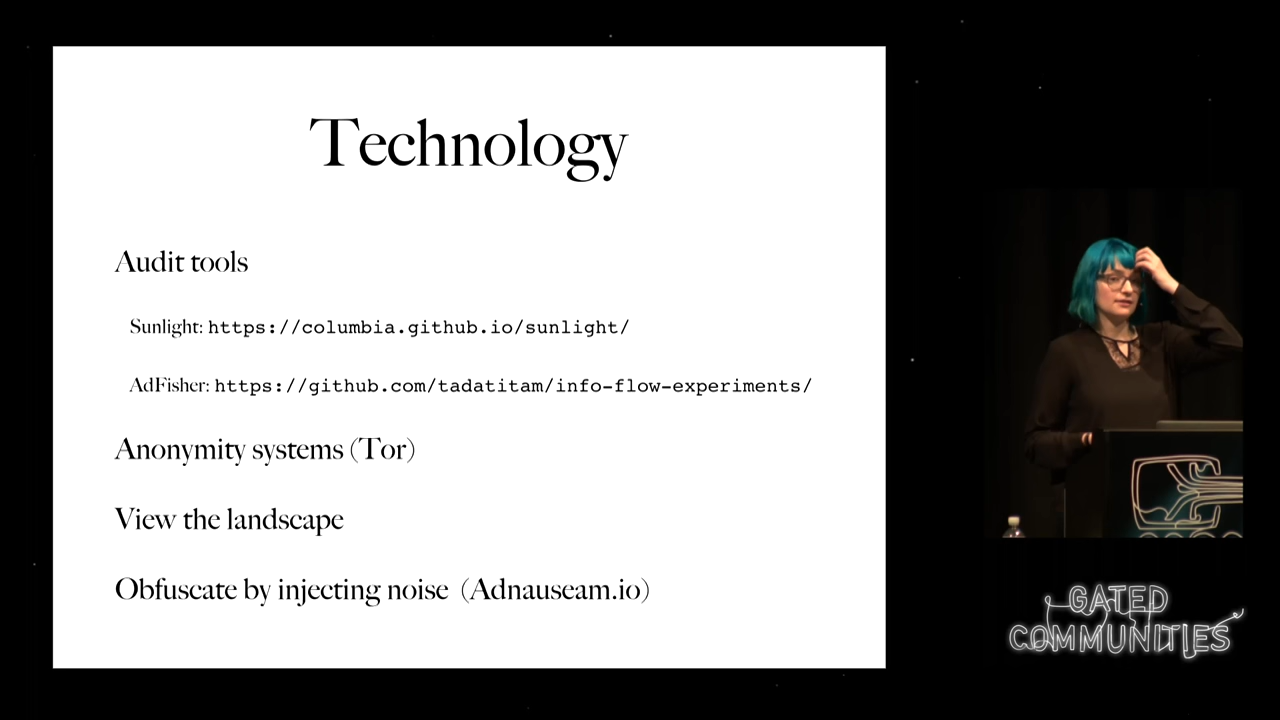 Technology
Audit tools
Sunlight: https://columbia.github.io/sunlight/
AdFisher: https://github.com/tadatitam/info-flow-experiments/
Anonymity systems (Tor)
View the landscape
Obfuscate by injecting noise (Adnauseam.io)
GATED
COMMUNITIES